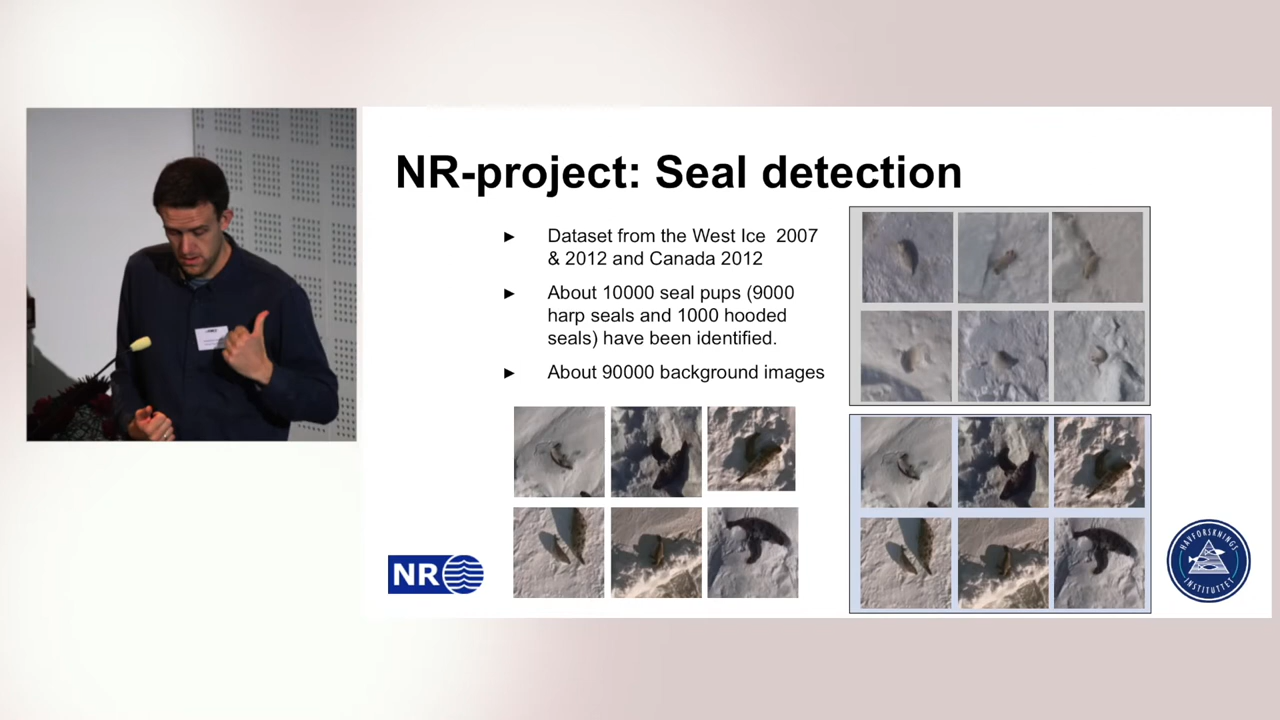 NR-project: Seal detection
► Dataset from the West Ice 2007
& 2012 and Canada 2012
► About 10000 seal pups (9000
harp seals and 1000 hooded
seals) have been identified.
► About 90000 background images
NR
HAVFORSKNINGS
INSTITUTTET